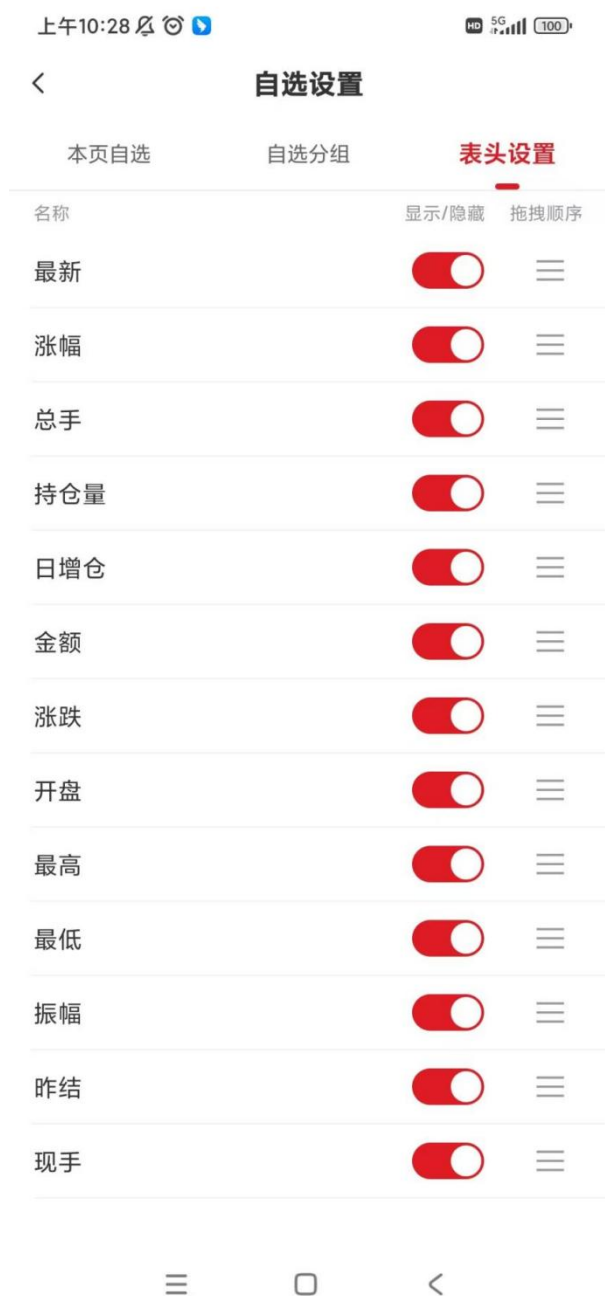 上午10:28 HD 5G 100
自选设置
本页自选 自选分组 表头设置
名称 显示/隐藏 拖拽顺序
最新
涨幅
总手
持仓量
日增仓
金额
涨跌
开盘
最高
最低
振幅
昨结
现手